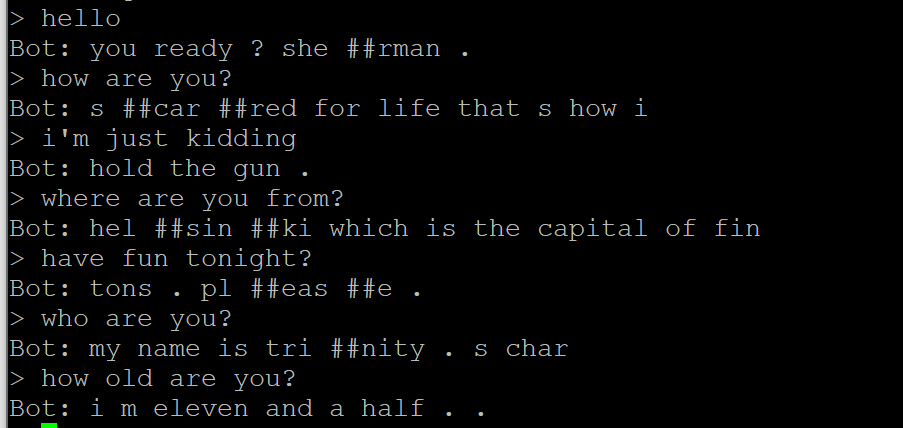 > hello
Bot: you ready ? she ##rman .
> how are you?
Bot: s ##car ##red for life that s how i
> i'm just kidding
Bot: hold the gun .
> where are you from?
Bot: hel ##sin ##ki which is the capital of fin
> have fun tonight?
Bot: tons . pl ##eas ##e .
> who are you?
Bot: my name is tri ##nity . s char
> how old are you?
Bot: i m eleven and a half . .